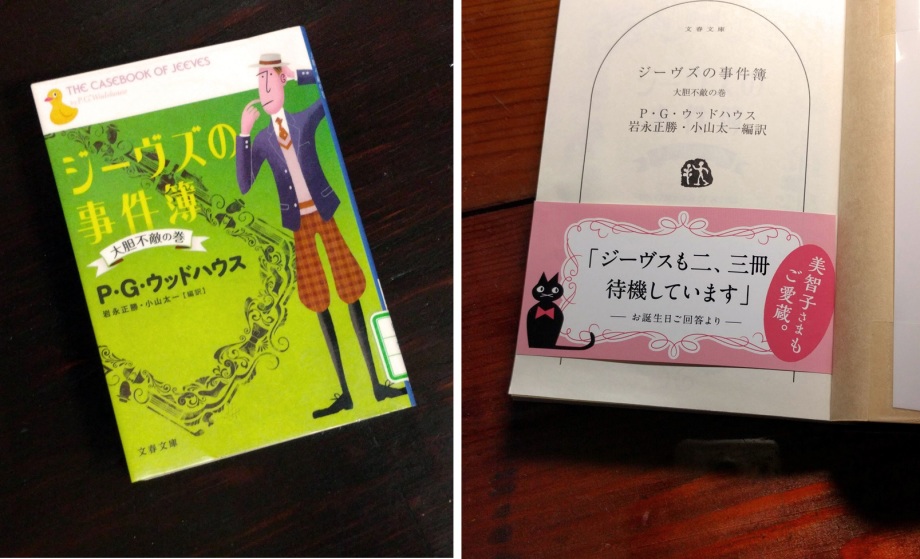 THE CASEBOOK OF JEEVES
by P.G.Wodehouse
ジーヴズの
事件簿
大胆不敵の巻
P・G・ウッドハウス
岩永正勝・小山太一[編訳]
文春文庫
文春文庫
ジーヴズの事件簿
大胆不敵の巻
P・G・ウッドハウス
岩永正勝・小山太一編訳
「ジーヴスも二、三冊
待機しています」
― お誕生日ご回答より ―
美智子さまも
ご愛蔵。